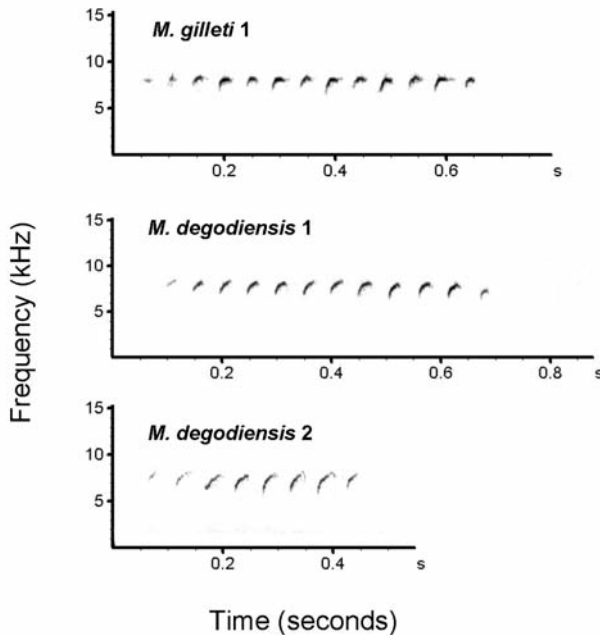 M. gilleti 1
15
10
5
0.2 0.4 0.6 s
M. degodiensis 1
15
10
5
0.2 0.4 0.6 0.8 s
M. degodiensis 2
15
10
5
0.2 0.4 s
Frequency (kHz)
Time (seconds)